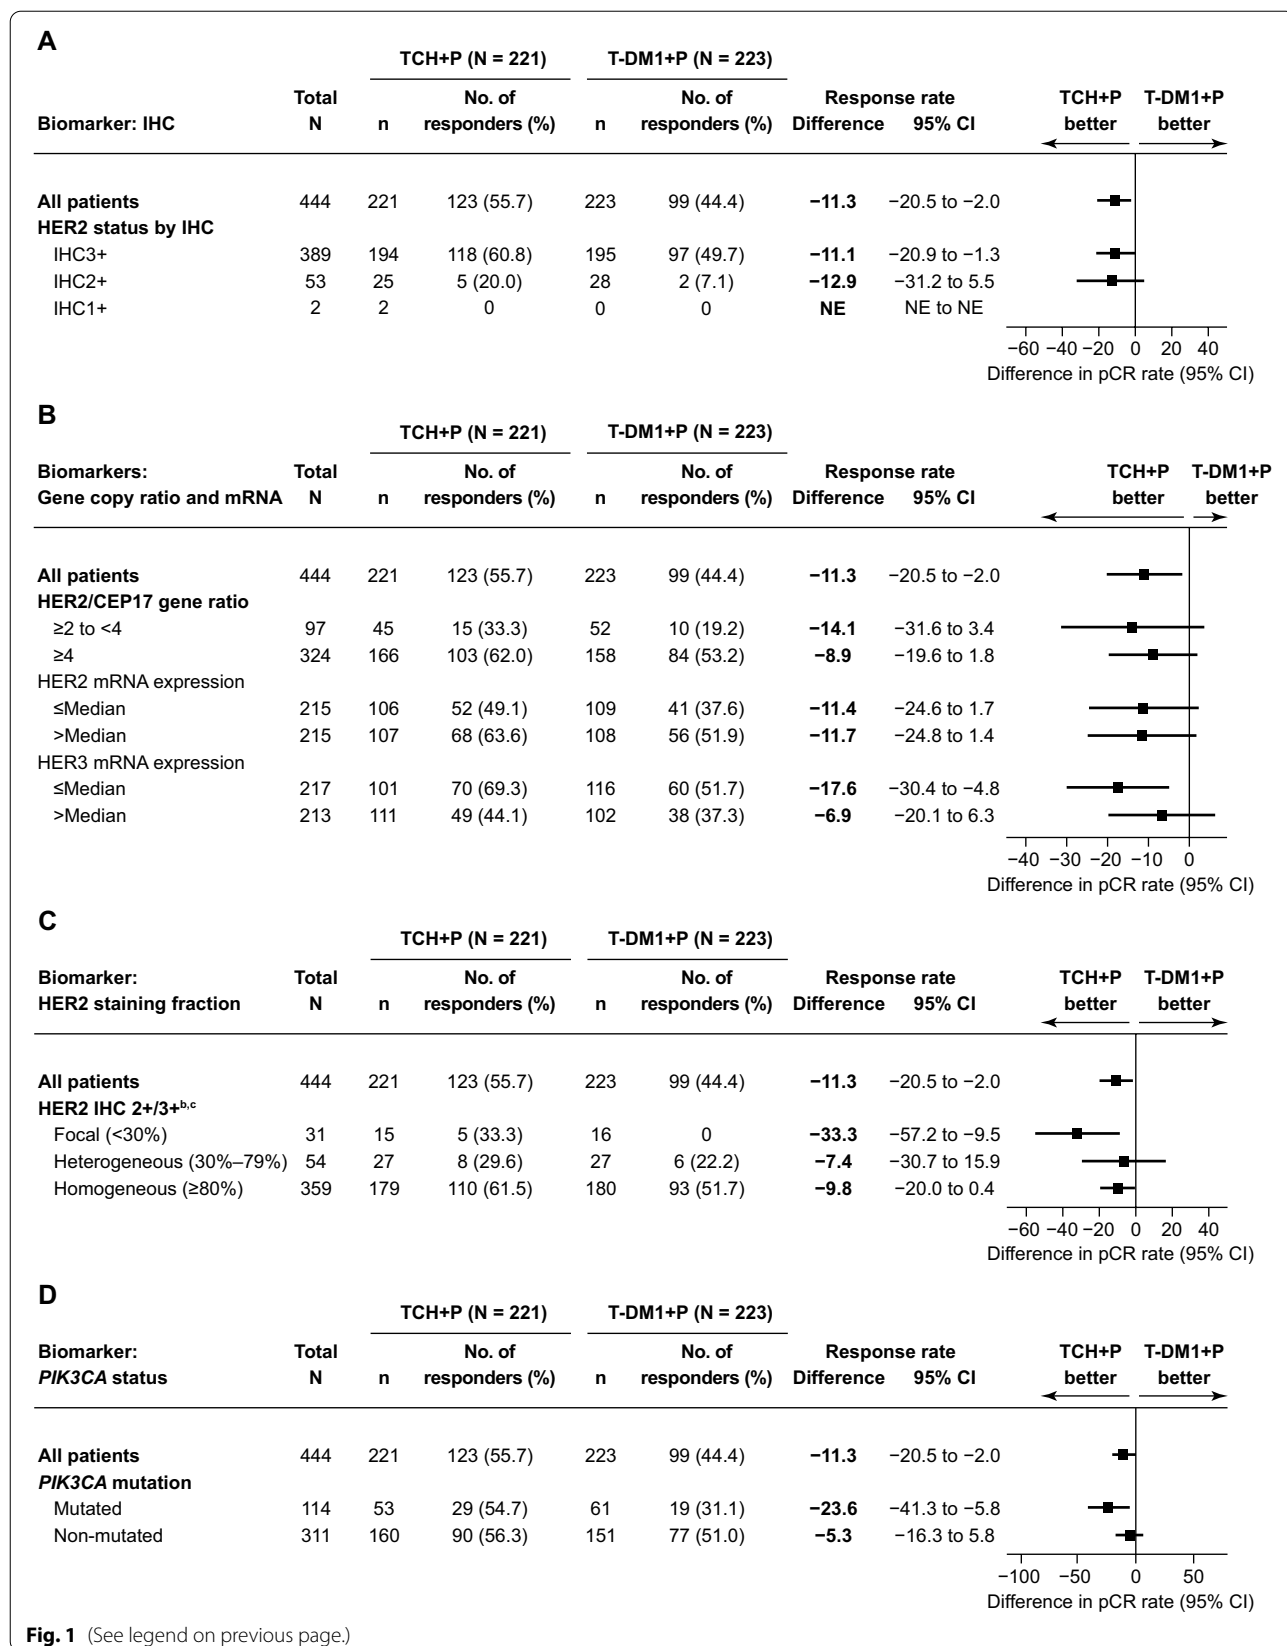 A
TCH+P (N = 221) T-DM1+P (N = 223)
Total No. of No. of Response rate TCH+P T-DM1+P
Biomarker: IHC N n responders (%) n responders (%) Difference 95% CI better better
All patients 444 221 123 (55.7) 223 99 (44.4) −11.3 −20.5 to −2.0
HER2 status by IHC
IHC3+ 389 194 118 (60.8) 195 97 (49.7) −11.1 −20.9 to −1.3
IHC2+ 53 25 5 (20.0) 28 2 (7.1) −12.9 −31.2 to 5.5
IHC1+ 2 2 0 0 0 NE NE to NE
−60 −40 −20 0 20 40
Difference in pCR rate (95% CI)
B
TCH+P (N = 221) T-DM1+P (N = 223)
Biomarkers: Total No. of No. of Response rate TCH+P T-DM1+P
Gene copy ratio and mRNA N n responders (%) n responders (%) Difference 95% CI better better
All patients 444 221 123 (55.7) 223 99 (44.4) −11.3 −20.5 to −2.0
HER2/CEP17 gene ratio
≥2 to <4 97 45 15 (33.3) 52 10 (19.2) −14.1 −31.6 to 3.4
≥4 324 166 103 (62.0) 158 84 (53.2) −8.9 −19.6 to 1.8
HER2 mRNA expression
≤Median 215 106 52 (49.1) 109 41 (37.6) −11.4 −24.6 to 1.7
>Median 215 107 68 (63.6) 108 56 (51.9) −11.7 −24.8 to 1.4
HER3 mRNA expression
≤Median 217 101 70 (69.3) 116 60 (51.7) −17.6 −30.4 to −4.8
>Median 213 111 49 (44.1) 102 38 (37.3) −6.9 −20.1 to 6.3
−40 −30 −20 −10 0
Difference in pCR rate (95% CI)
C
TCH+P (N = 221) T-DM1+P (N = 223)
Biomarker: Total No. of No. of Response rate TCH+P T-DM1+P
HER2 staining fraction N n responders (%) n responders (%) Difference 95% CI better better
All patients 444 221 123 (55.7) 223 99 (44.4) −11.3 −20.5 to −2.0
HER2 IHC 2+/3+b,c
Focal (<30%) 31 15 5 (33.3) 16 0 −33.3 −57.2 to −9.5
Heterogeneous (30%–79%) 54 27 8 (29.6) 27 6 (22.2) −7.4 −30.7 to 15.9
Homogeneous (≥80%) 359 179 110 (61.5) 180 93 (51.7) −9.8 −20.0 to 0.4
−60 −40 −20 0 20 40
Difference in pCR rate (95% CI)
D
TCH+P (N = 221) T-DM1+P (N = 223)
Biomarker: Total No. of No. of Response rate TCH+P T-DM1+P
PIK3CA status N n responders (%) n responders (%) Difference 95% CI better better
All patients 444 221 123 (55.7) 223 99 (44.4) −11.3 −20.5 to −2.0
PIK3CA mutation
Mutated 114 53 29 (54.7) 61 19 (31.1) −23.6 −41.3 to −5.8
Non-mutated 311 160 90 (56.3) 151 77 (51.0) −5.3 −16.3 to 5.8
−100 −50 0 50
Difference in pCR rate (95% CI)
Fig. 1 (See legend on previous page.)